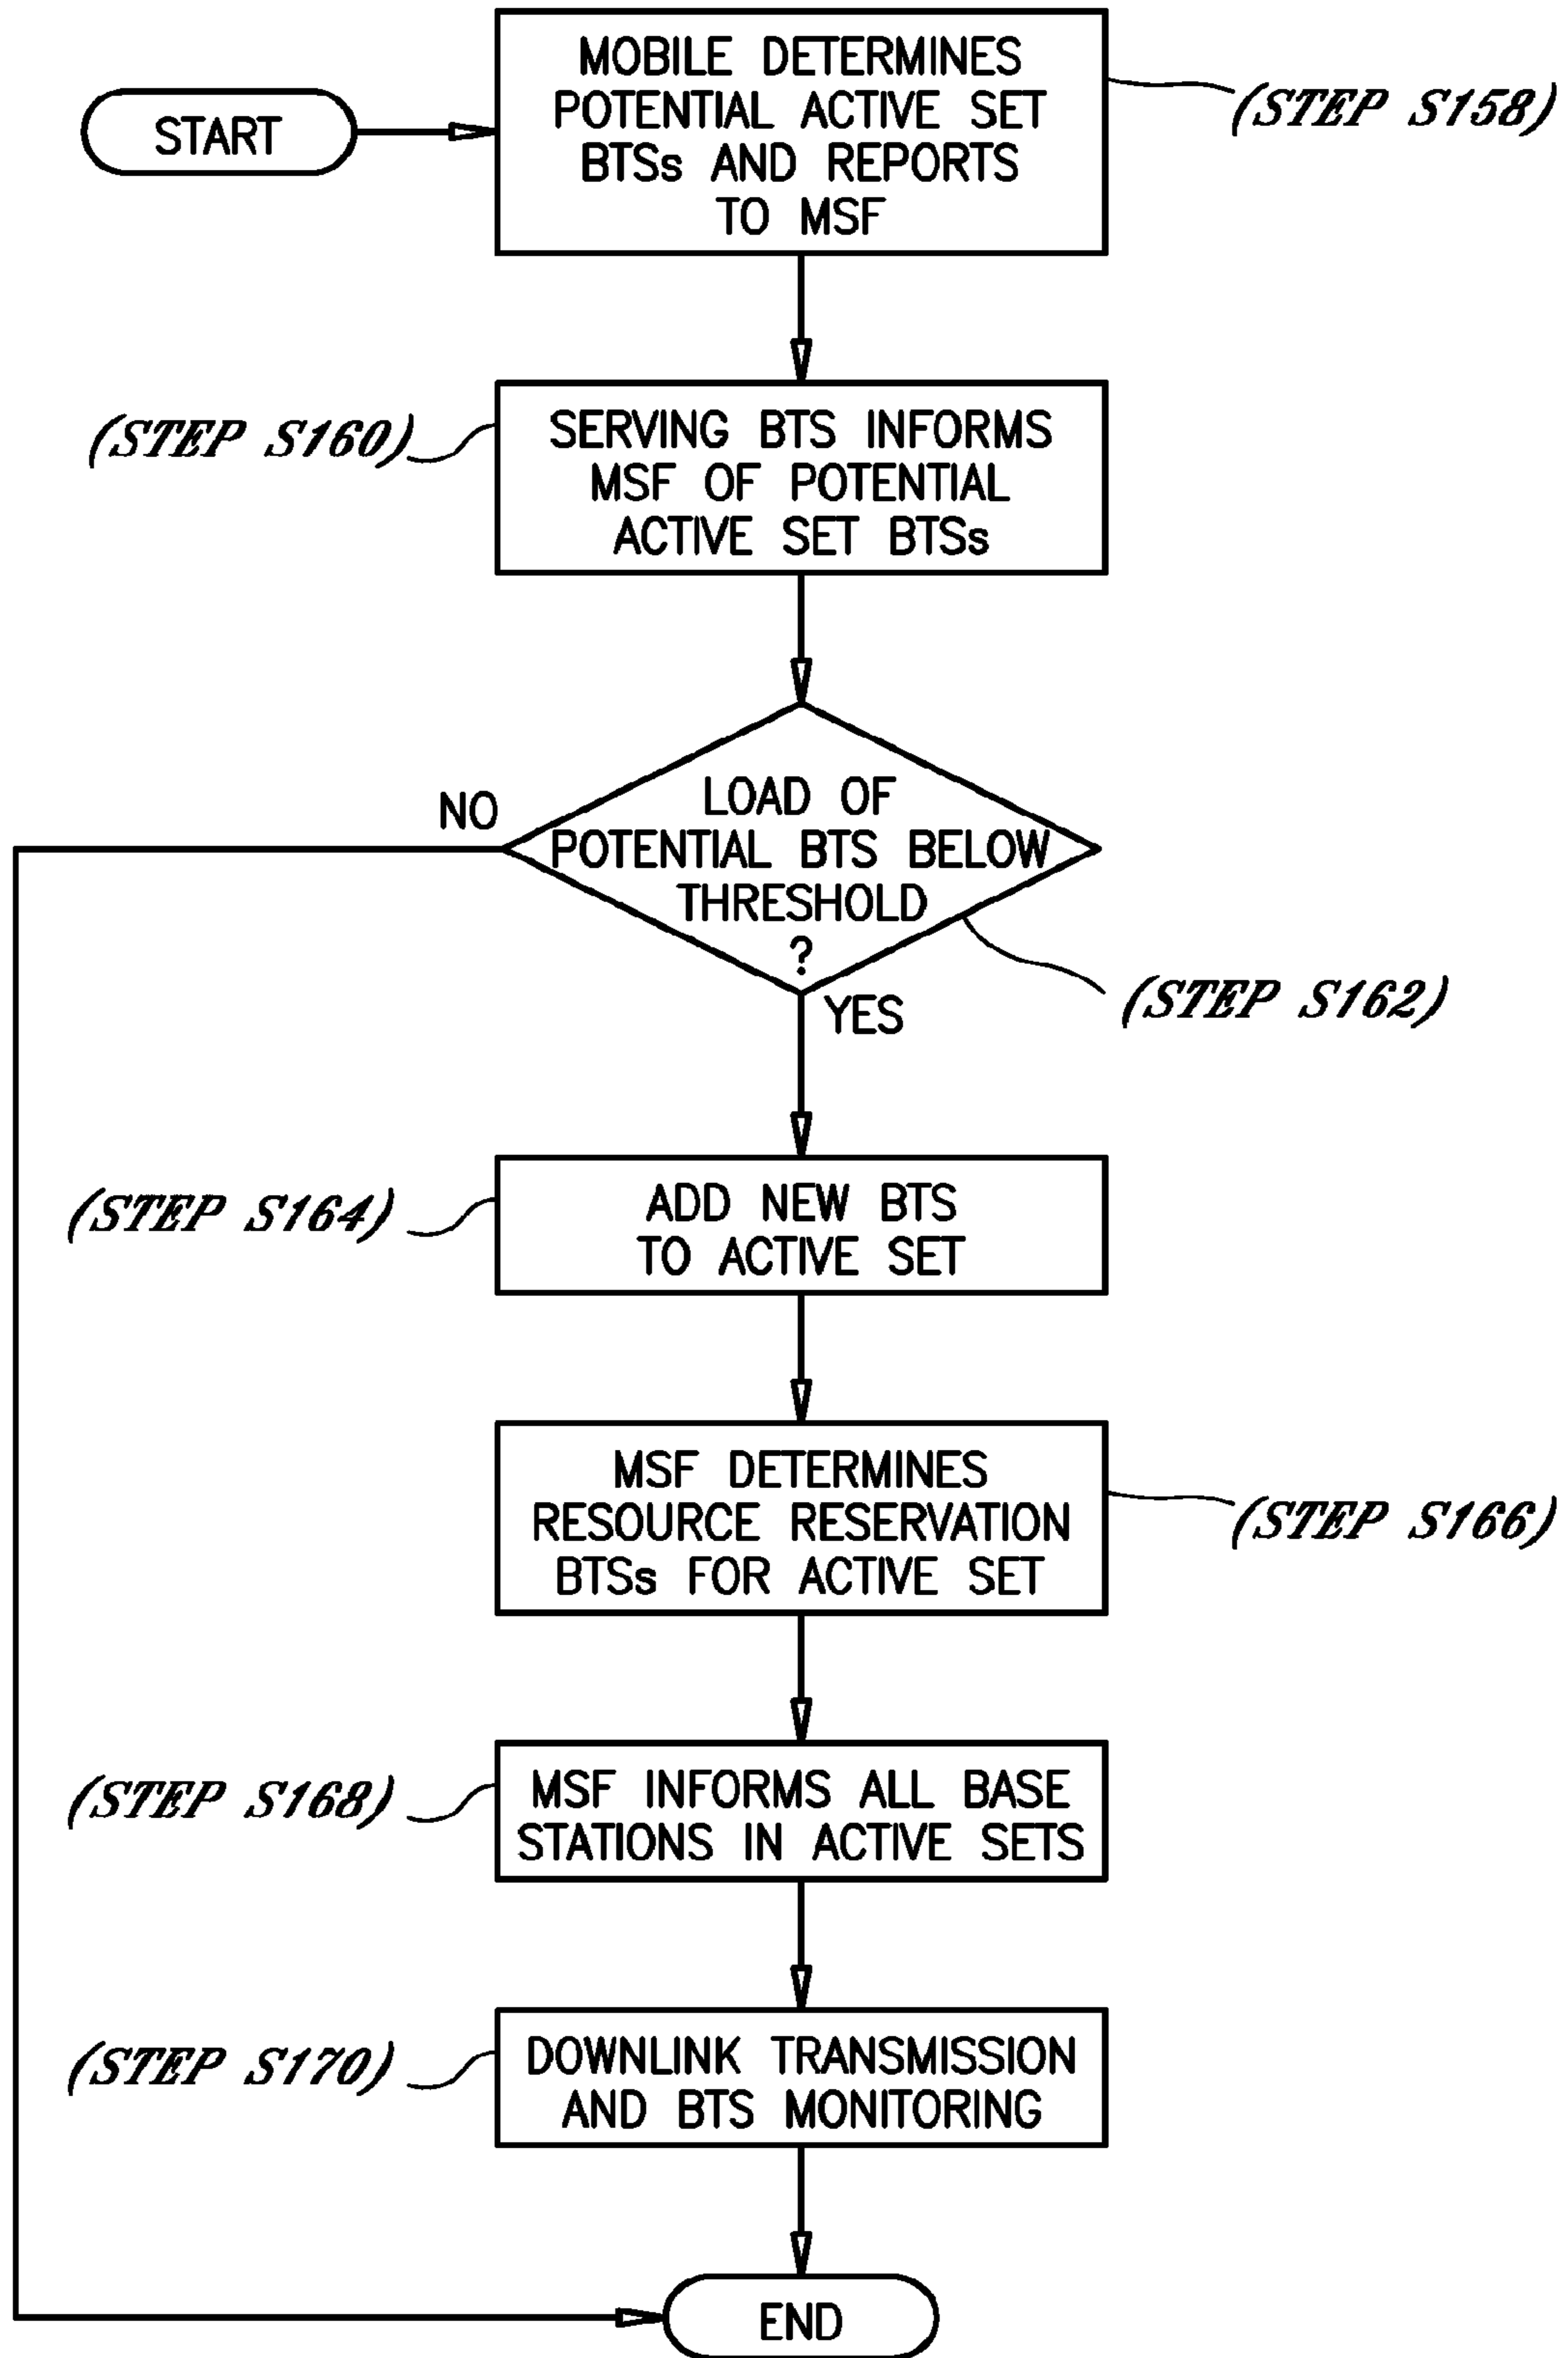 START
MOBILE DETERMINES
POTENTIAL ACTIVE SET
BTSs AND REPORTS
TO MSF
(STEP S158)
(STEP S160)
SERVING BTS INFORMS
MSF OF POTENTIAL
ACTIVE SET BTSs
NO
LOAD OF
POTENTIAL BTS BELOW
THRESHOLD
?
(STEP S162)
YES
(STEP S164)
ADD NEW BTS
TO ACTIVE SET
MSF DETERMINES
RESOURCE RESERVATION
BTSs FOR ACTIVE SET
(STEP S166)
(STEP S168)
MSF INFORMS ALL BASE
STATIONS IN ACTIVE SETS
(STEP S170)
DOWNLINK TRANSMISSION
AND BTS MONITORING
END